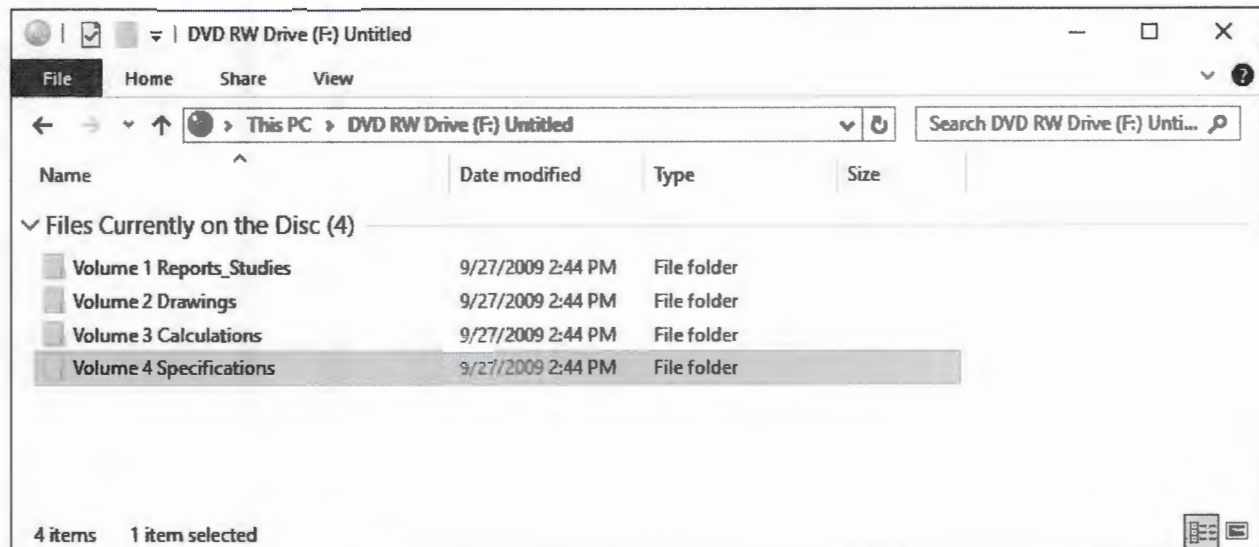 DVD RW Drive (F:) Untitled
File Home Share View
This PC > DVD RW Drive (F:) Untitled Search DVD RW Drive (F:) Unti...
Name Date modified Type Size
Files Currently on the Disc (4)
Volume 1 Reports_Studies 9/27/2009 2:44 PM File folder
Volume 2 Drawings 9/27/2009 2:44 PM File folder
Volume 3 Calculations 9/27/2009 2:44 PM File folder
Volume 4 Specifications 9/27/2009 2:44 PM File folder
4 items 1 item selected